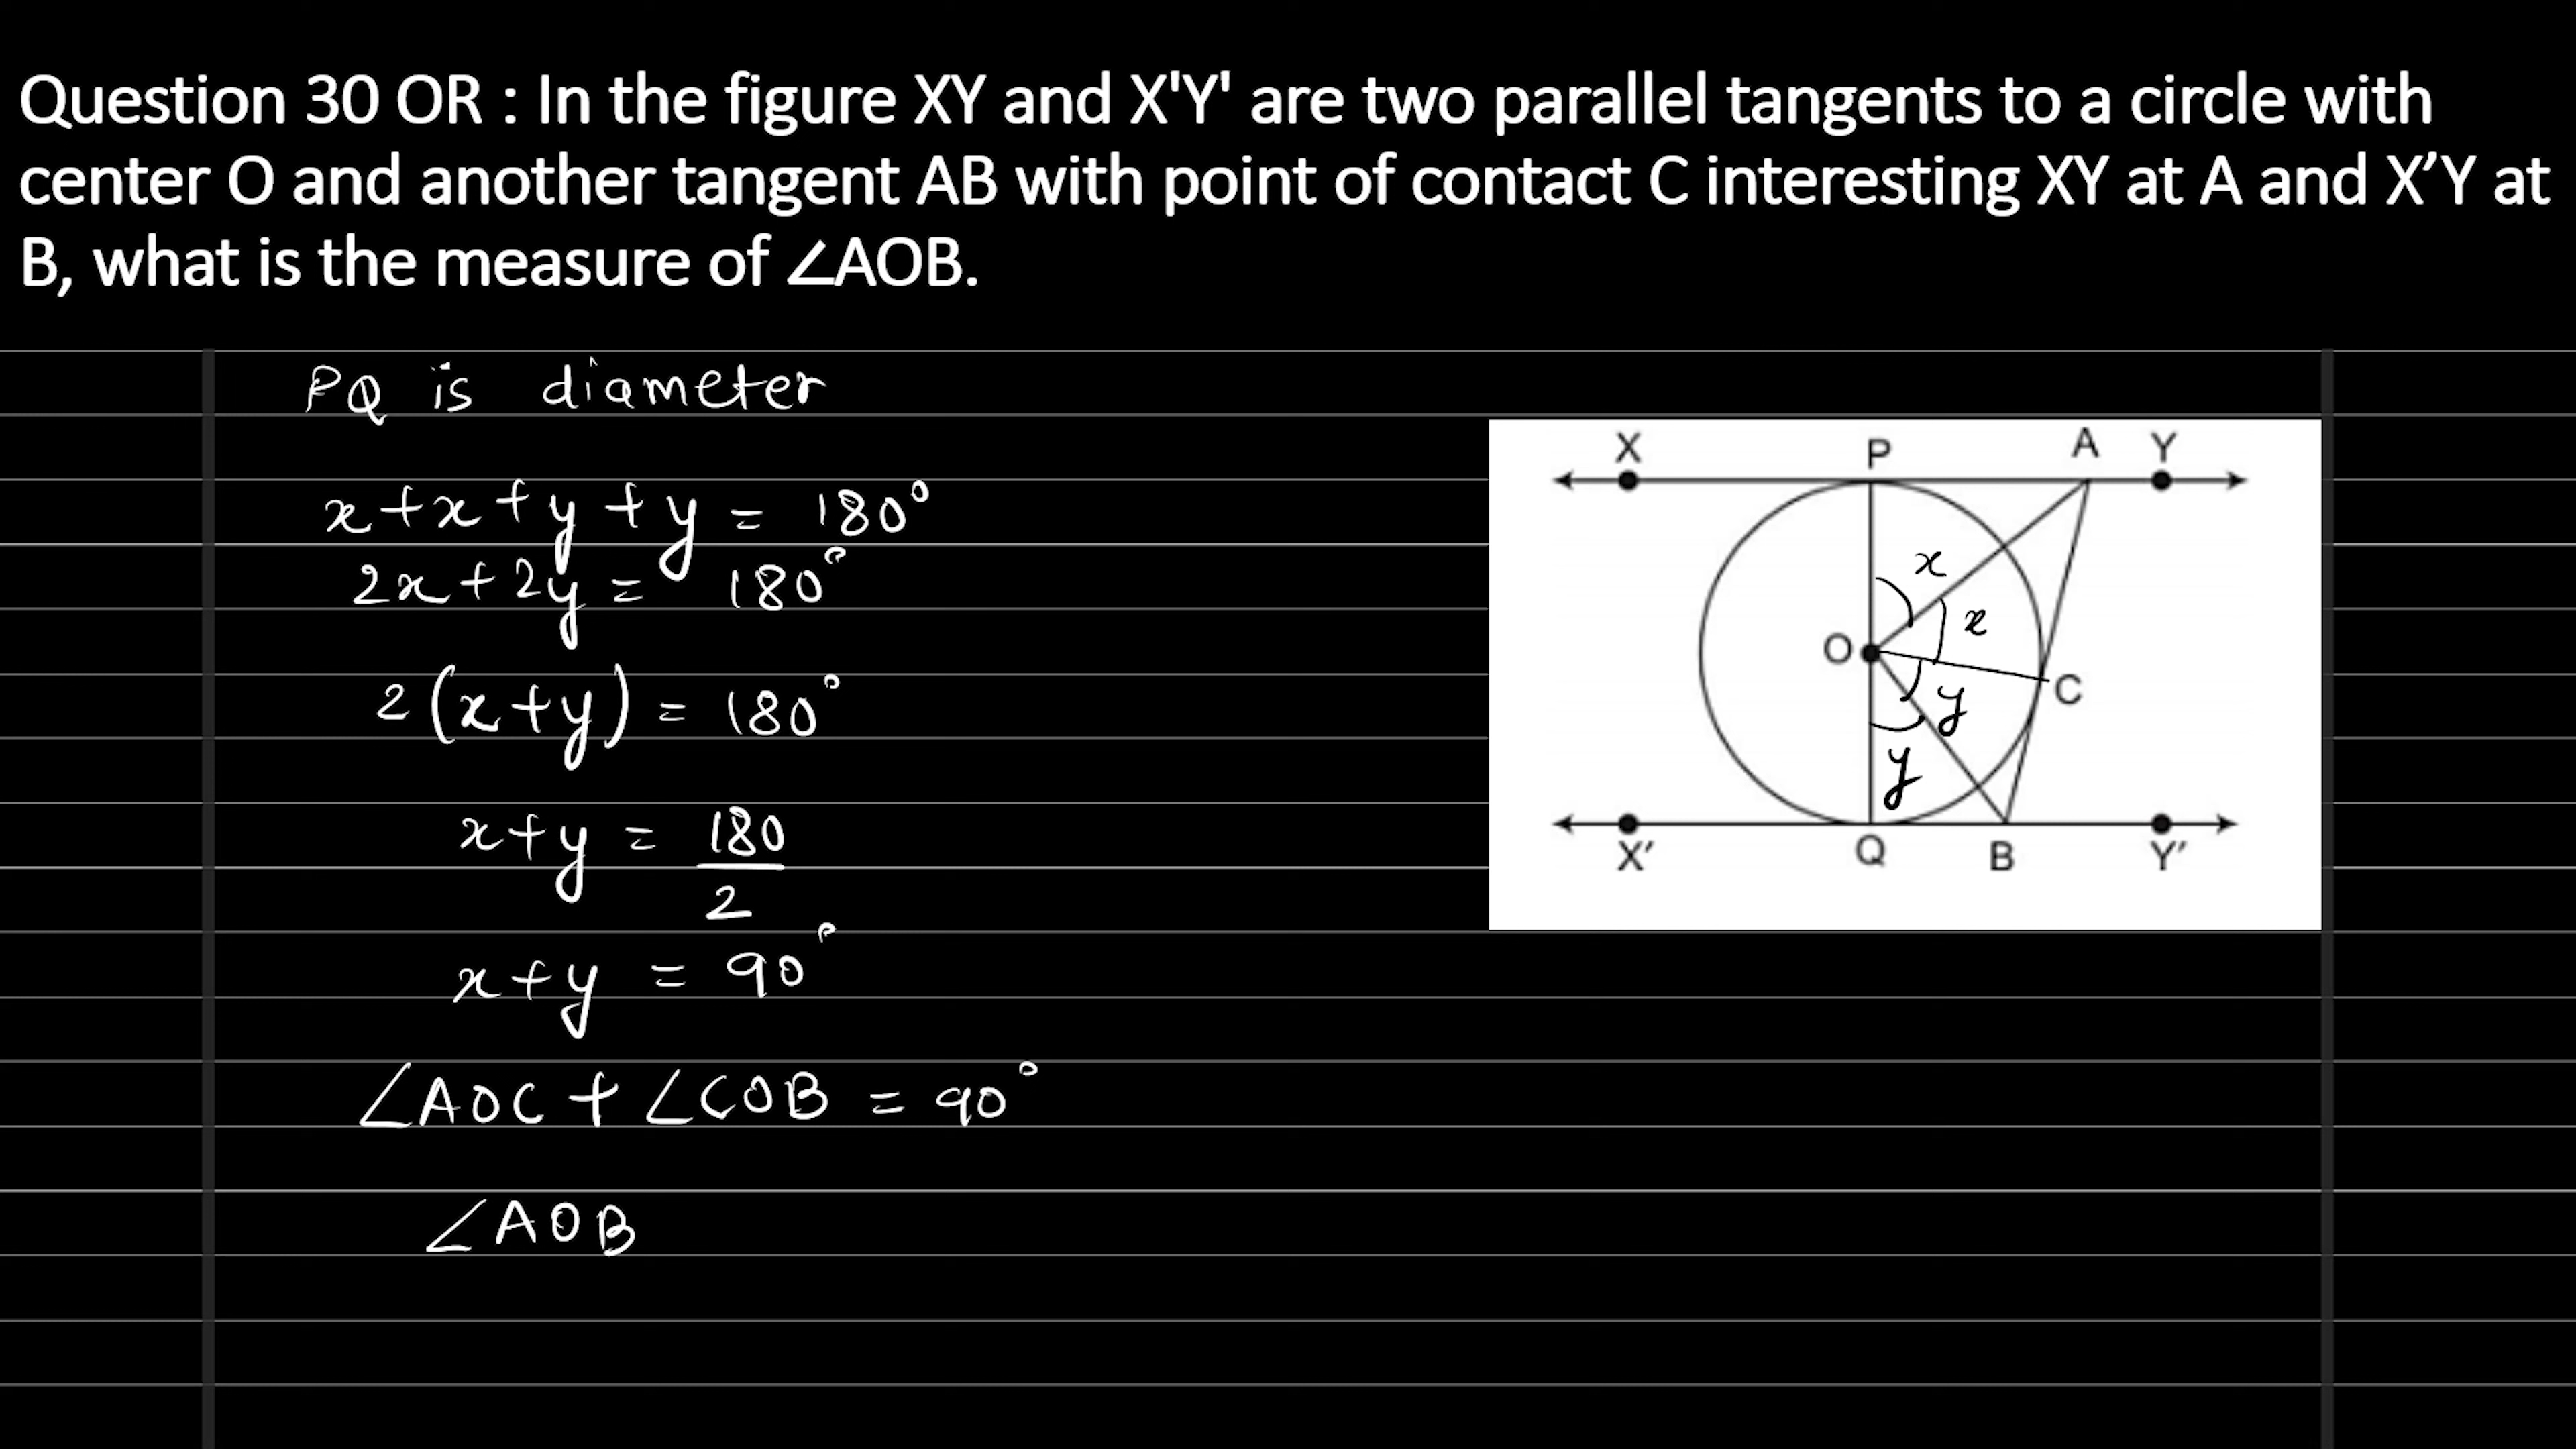 Question 30 OR : In the figure XY and X'Y' are two parallel tangents to a circle with
center O and another tangent AB with point of contact C interesting XY at A and X’Y at
B, what is the measure of ∠AOB.
PQ is diameter
x+x+y+y = 180°
2x+2y = 180°
2(x+y) = 180°
x+y = 180/2
x+y = 90°
∠AOC + ∠COB = 90°
∠AOB
X P A Y
x
x
O
C
y
y
X' Q B Y'